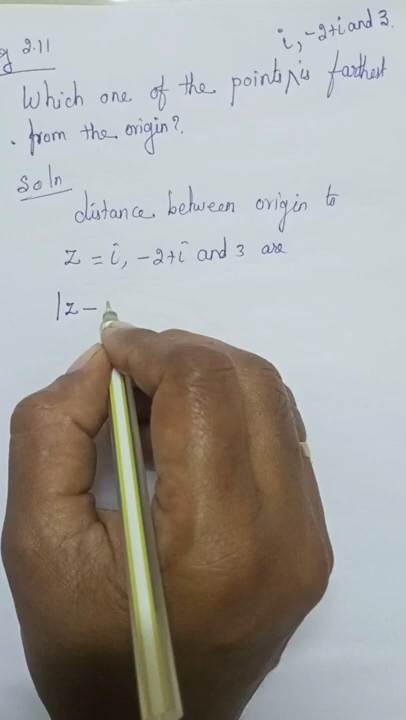 g 2.11
i, -2+i and 3.
Which one of the points ∧ is farthest
from the origin?
Soln
distance between origin to
z = i, -2+i and 3 are
|z -